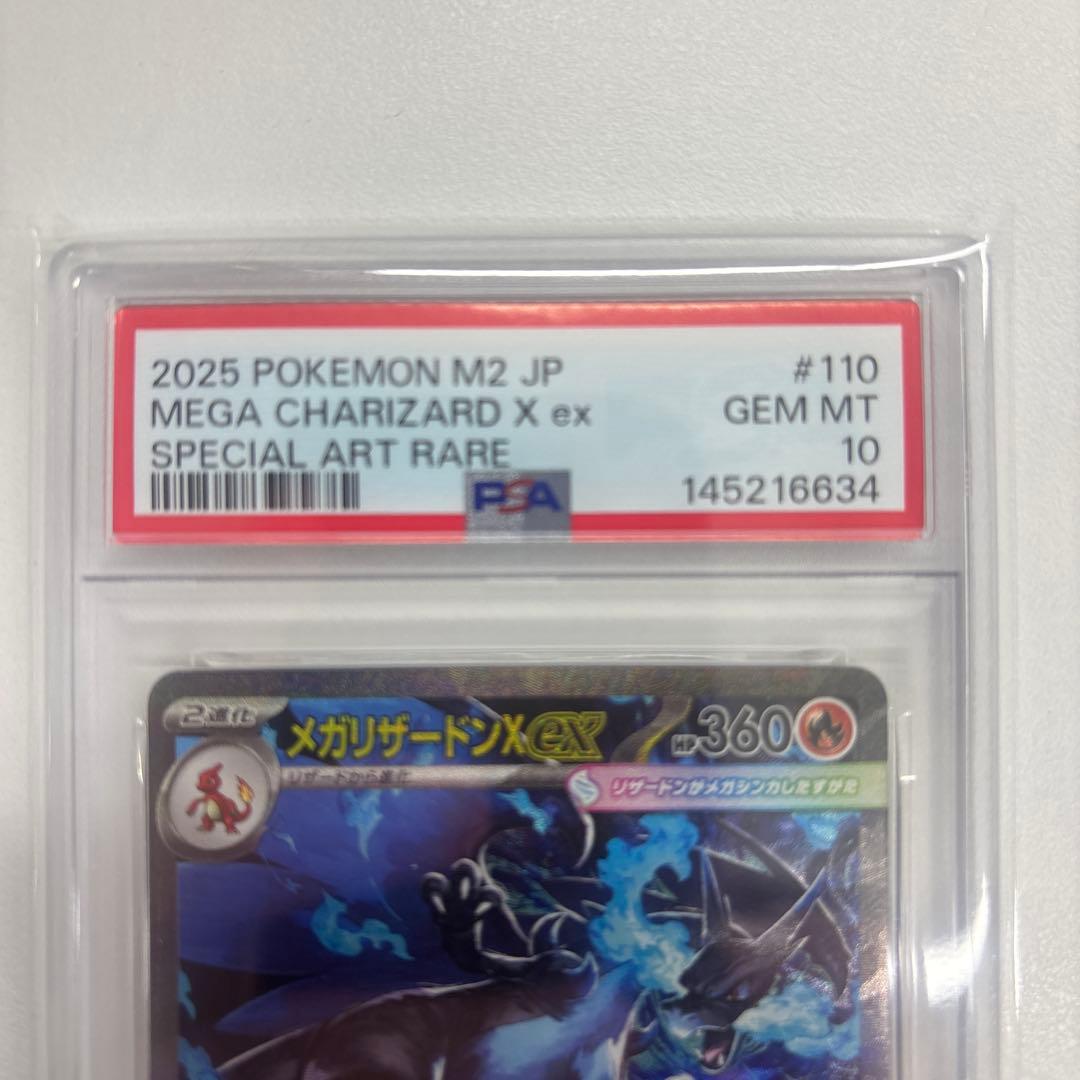 2025 POKEMON M2 JP #110
MEGA CHARIZARD X ex GEM MT
SPECIAL ART RARE 10
PSA 145216634
2進化 メガリザードンXex HP360
リザードから進化
リザードンがメガシンカしたすがた